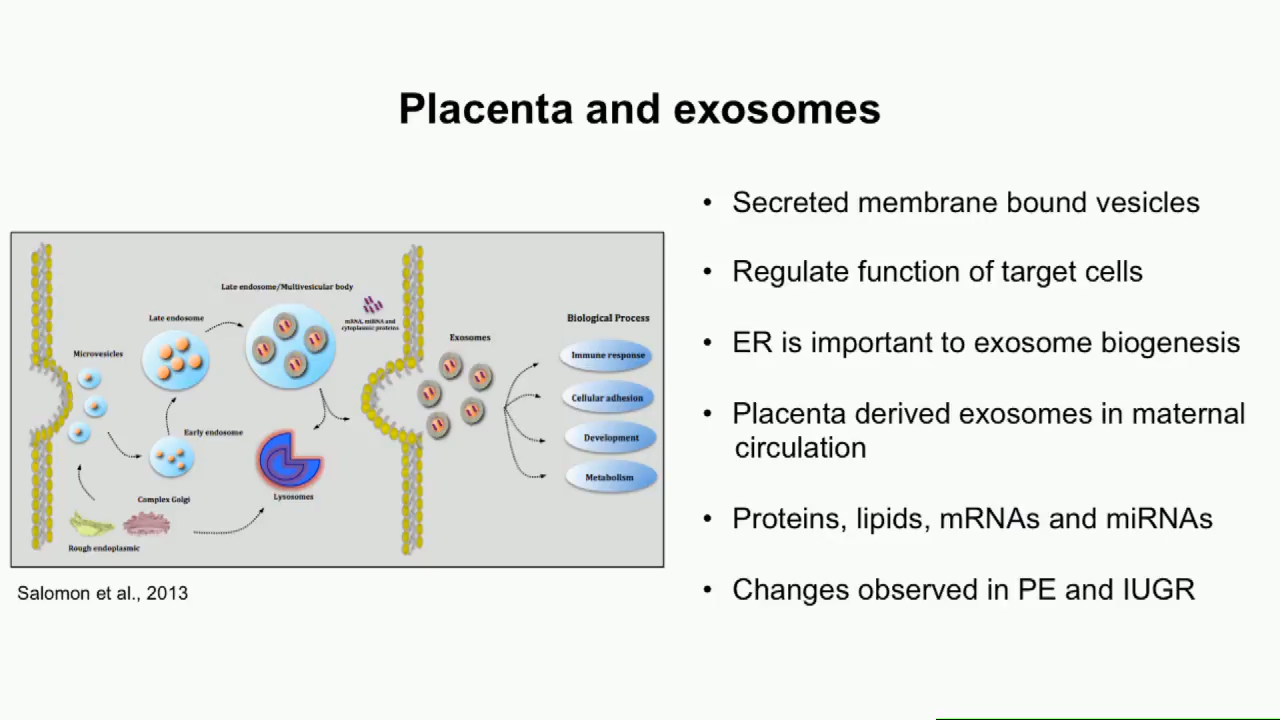 Placenta and exosomes
Late endosome/Multivesicular body
mRNA, miRNA and
cytoplasmic proteins
Late endosome
Biological Process
Exosomes
Microvesicles
Immune response
Cellular adhesion
Early endosome
Development
Metabolism
Lysosomes
Complex Golgi
Rough endoplasmic
Salomon et al., 2013
• Secreted membrane bound vesicles
• Regulate function of target cells
• ER is important to exosome biogenesis
• Placenta derived exosomes in maternal
circulation
• Proteins, lipids, mRNAs and miRNAs
• Changes observed in PE and IUGR